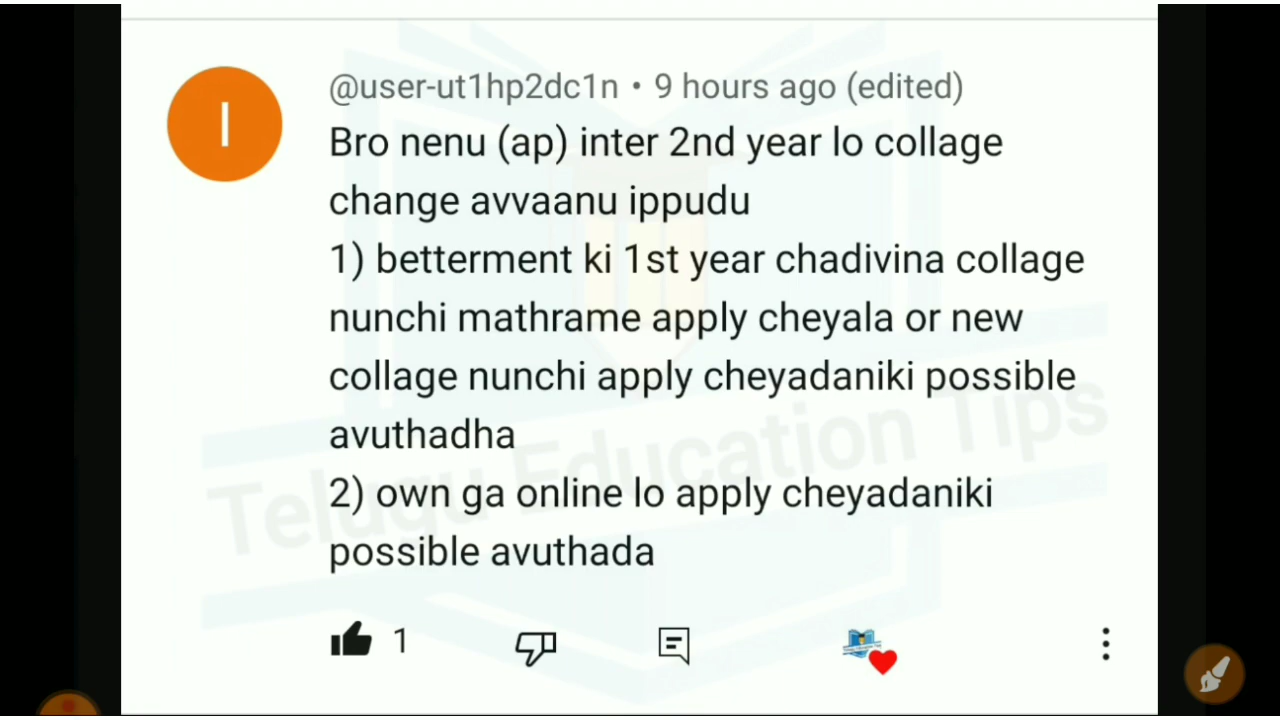 @user-ut1hp2dc1n • 9 hours ago (edited)
Bro nenu (ap) inter 2nd year lo collage
change avvaanu ippudu
1) betterment ki 1st year chadivina collage
nunchi mathrame apply cheyala or new
collage nunchi apply cheyadaniki possible
avuthadha
2) own ga online lo apply cheyadaniki
possible avuthada
1
I
Telugu Education Tips